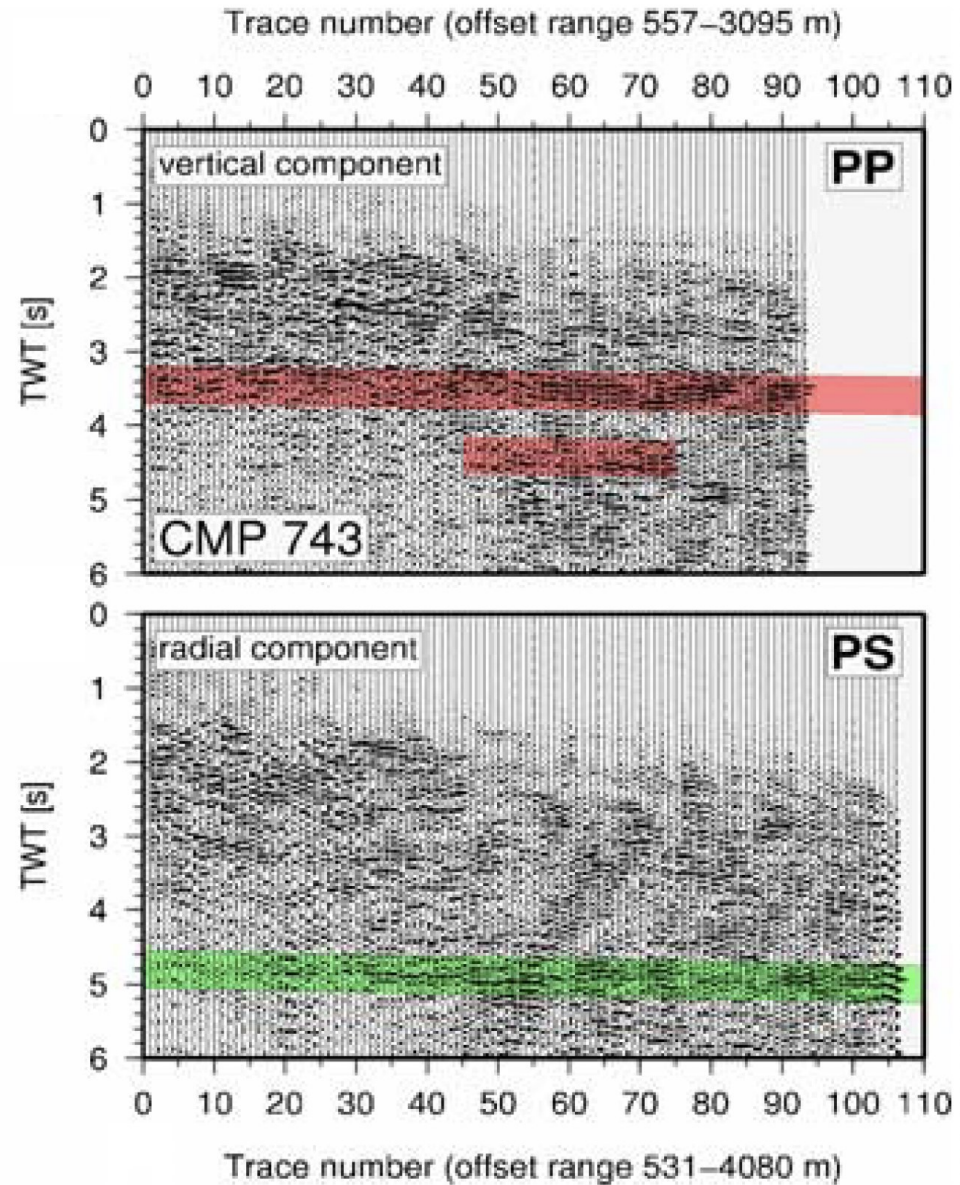 Trace number (offset range 557–3095 m)
0 10 20 30 40 50 60 70 80 90 100 110
TWT [s]
0
1
2
3
4
5
6
vertical component
PP
CMP 743
TWT [s]
0
1
2
3
4
5
6
radial component
PS
0 10 20 30 40 50 60 70 80 90 100 110
Trace number (offset range 531–4080 m)